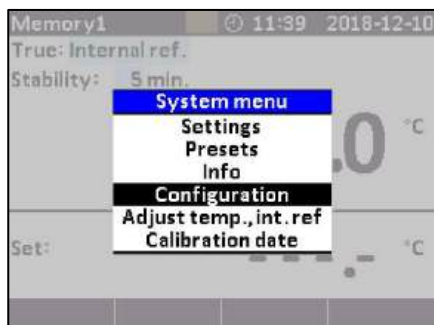 Memory1 11:39 2018-12-10
True: Internal ref.
Stability: 5 min.
System menu
Settings
Presets
Info
Configuration
Adjust temp., int. ref
Calibration date
.0 °C
Set: ---.- °C